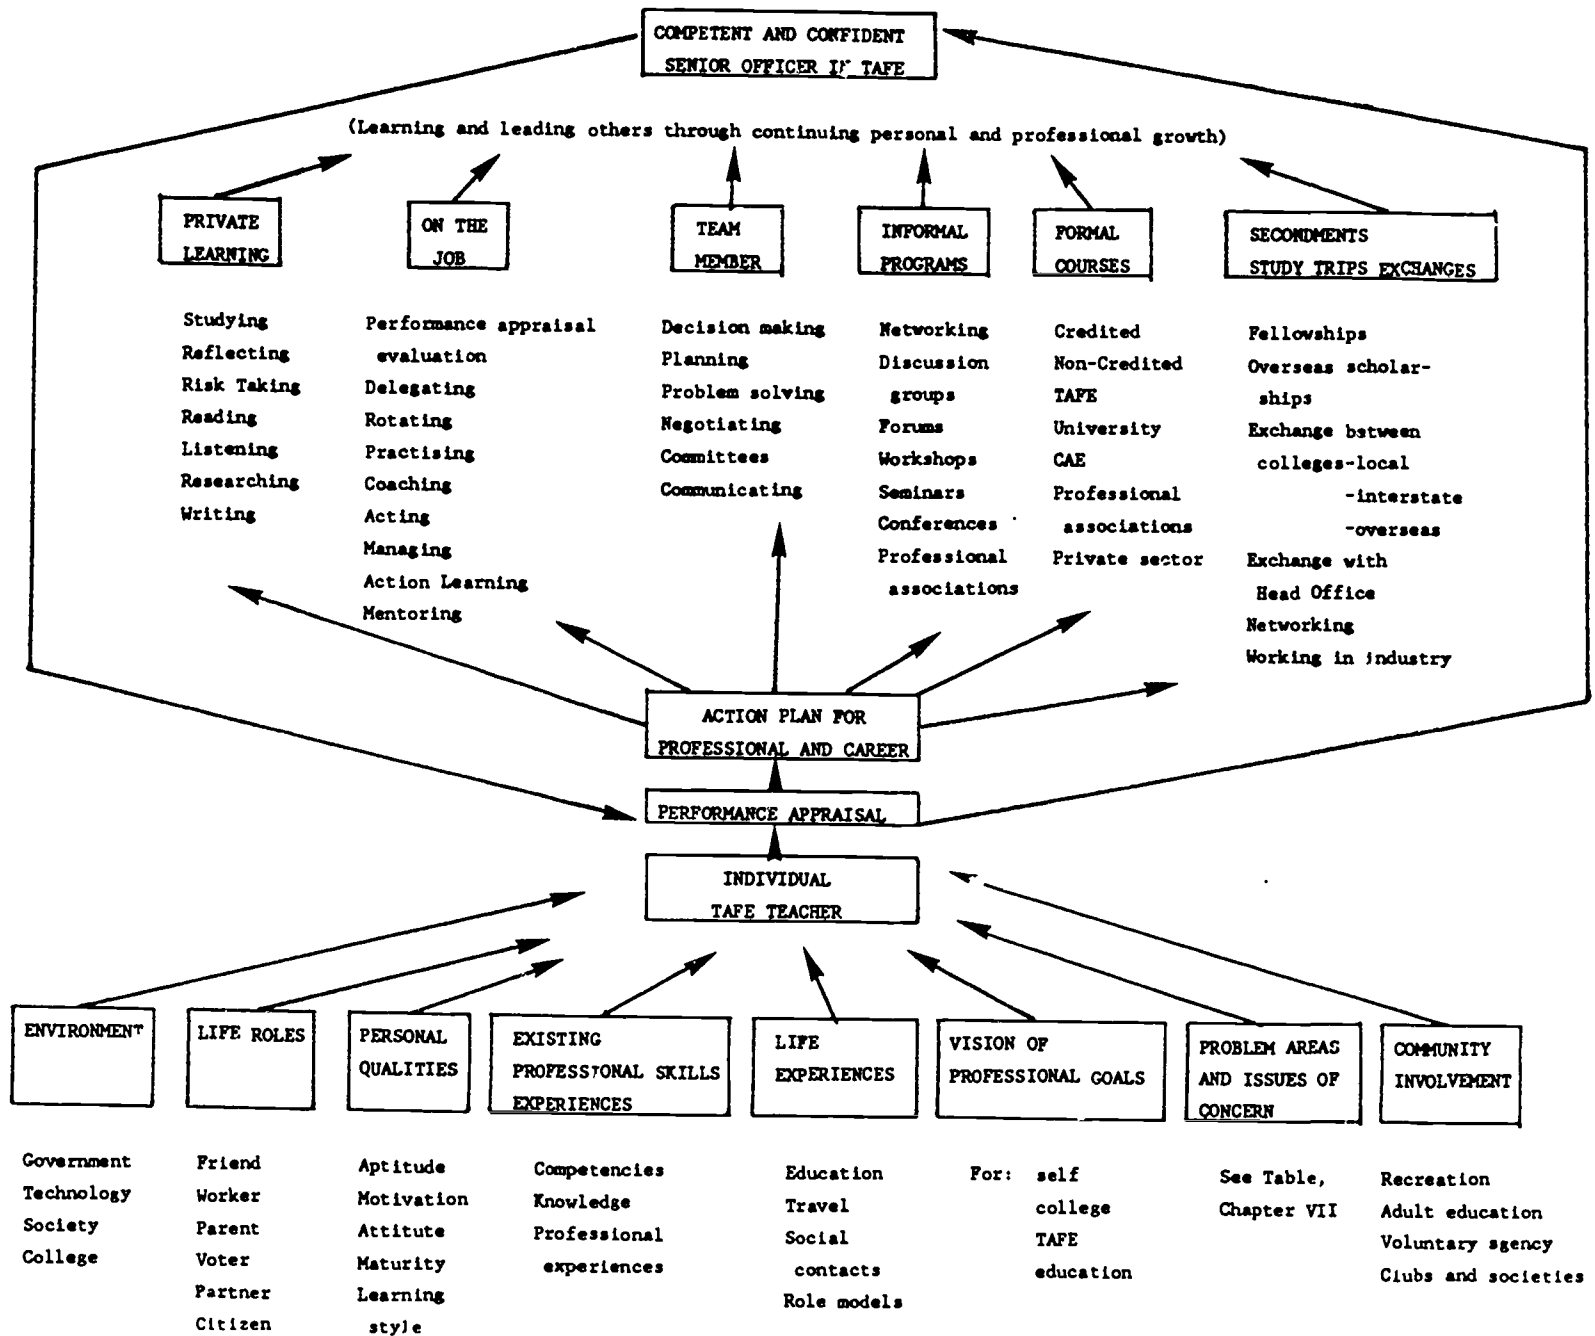 COMPETENT AND CONFIDENT
SENIOR OFFICER IN TAFE
(Learning and leading others through continuing personal and professional growth)
PRIVATE
LEARNING
Studying
Reflecting
Risk Taking
Reading
Listening
Researching
Writing
ON THE
JOB
Performance appraisal
evaluation
Delegating
Rotating
Practising
Coaching
Acting
Managing
Action Learning
Mentoring
TEAM
MEMBER
Decision making
Planning
Problem solving
Negotiating
Committees
Communicating
INFORMAL
PROGRAMS
Networking
Discussion
groups
Forums
Workshops
Seminars
Conferences
Professional
associations
FORMAL
COURSES
Credited
Non-Credited
TAFE
University
CAE
Professional
associations
Private sector
SECONDMENTS
STUDY TRIPS EXCHANGES
Fellowships
Overseas scholar-
ships
Exchange between
colleges-local
-interstate
-overseas
Exchange with
Head Office
Networking
Working in industry
ACTION PLAN FOR
PROFESSIONAL AND CAREER
PERFORMANCE APPRAISAL
INDIVIDUAL
TAFE TEACHER
ENVIRONMENT
Government
Technology
Society
College
LIFE ROLES
Friend
Worker
Parent
Voter
Partner
Citizen
PERSONAL
QUALITIES
Aptitude
Motivation
Attitute
Maturity
Learning
style
EXISTING
PROFESSIONAL SKILLS
EXPERIENCES
Competencies
Knowledge
Professional
experiences
LIFE
EXPERIENCES
Education
Travel
Social
contacts
Role models
VISION OF
PROFESSIONAL GOALS
For: self
college
TAFE
education
PROBLEM AREAS
AND ISSUES OF
CONCERN
See Table,
Chapter VII
COMMUNITY
INVOLVEMENT
Recreation
Adult education
Voluntary agency
Clubs and societies